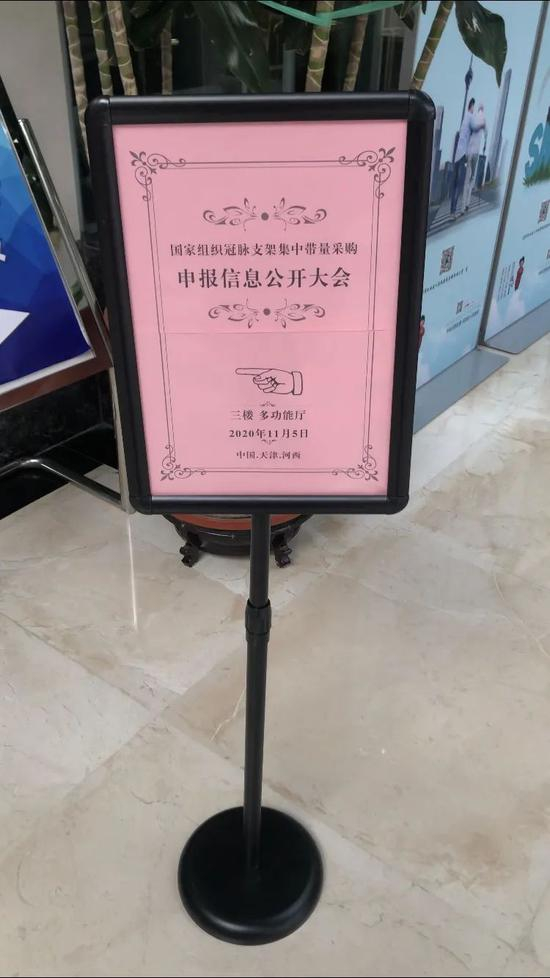 国家组织冠脉支架集中带量采购
申报信息公开大会
三楼 多功能厅
2020年11月5日
中国.天津.河西